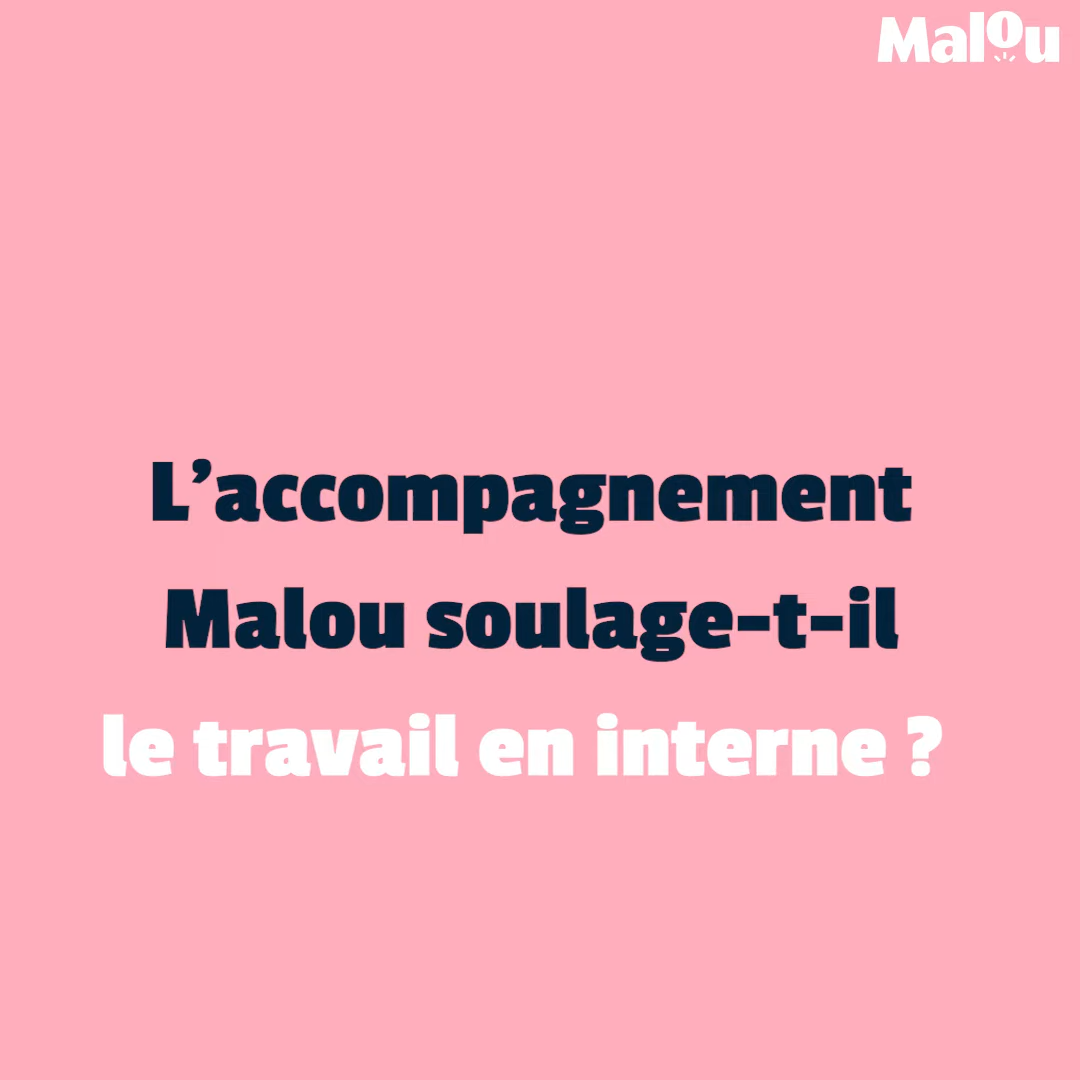 Malou
L’accompagnement
Malou soulage-t-il
le travail en interne ?